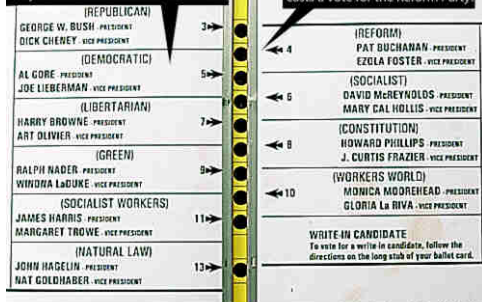 (REPUBLICAN)
GEORGE W. BUSH - PRESIDENT
DICK CHENEY - VICE PRESIDENT
3
(DEMOCRATIC)
AL GORE - PRESIDENT
JOE LIEBERMAN - VICE PRESIDENT
5
(LIBERTARIAN)
HARRY BROWNE - PRESIDENT
ART OLIVIER - VICE PRESIDENT
7
(GREEN)
RALPH NADER - PRESIDENT
WINONA LaDUKE - VICE PRESIDENT
9
(SOCIALIST WORKERS)
JAMES HARRIS - PRESIDENT
MARGARET TROWE - VICE PRESIDENT
11
(NATURAL LAW)
JOHN HAGELIN - PRESIDENT
NAT GOLDHABER - VICE PRESIDENT
13
(REFORM)
4
PAT BUCHANAN - PRESIDENT
EZOLA FOSTER - VICE PRESIDENT
(SOCIALIST)
6
DAVID McREYNOLDS - PRESIDENT
MARY CAL HOLLIS - VICE PRESIDENT
(CONSTITUTION)
8
HOWARD PHILLIPS - PRESIDENT
J. CURTIS FRAZIER - VICE PRESIDENT
(WORKERS WORLD)
10
MONICA MOOREHEAD - PRESIDENT
GLORIA La RIVA - VICE PRESIDENT
WRITE-IN CANDIDATE
To vote for a write-in candidate, follow the
directions on the long stub of your ballot card.